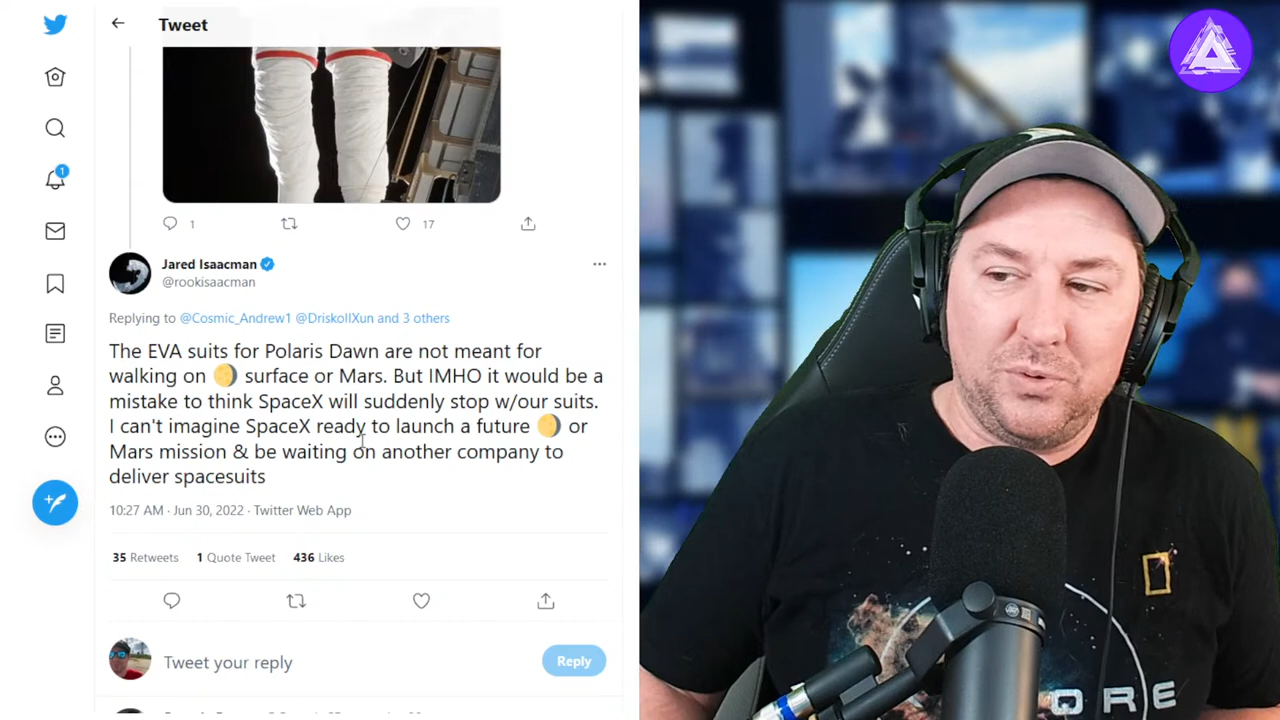 Tweet
1
17
1
Jared Isaacman
@rookisaacman
Replying to @Cosmic_Andrew1 @DriskollXun and 3 others
The EVA suits for Polaris Dawn are not meant for
walking on 🌖 surface or Mars. But IMHO it would be a
mistake to think SpaceX will suddenly stop w/our suits.
I can't imagine SpaceX ready to launch a future 🌖 or
Mars mission & be waiting on another company to
deliver spacesuits
10:27 AM · Jun 30, 2022 · Twitter Web App
35 Retweets 1 Quote Tweet 436 Likes
Tweet your reply
Reply
ORE